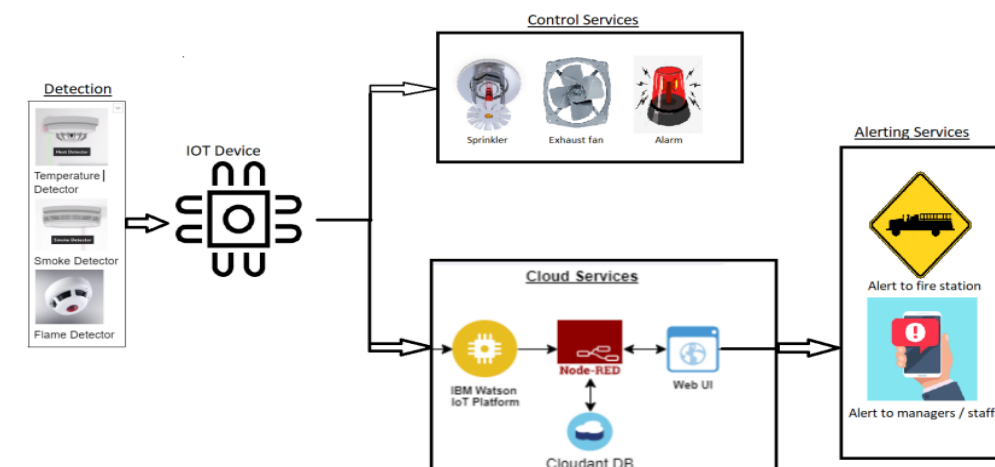 Control Services
Sprinkler
Exhaust fan
Alarm
Detection
Heat Detector
Temperature
Detector
Smoke Detector
Smoke Detector
Flame Detector
IOT Device
Cloud Services
IBM Watson
IoT Platform
Node-RED
Web UI
Cloudant DB
Alerting Services
Alert to fire station
Alert to managers / staff